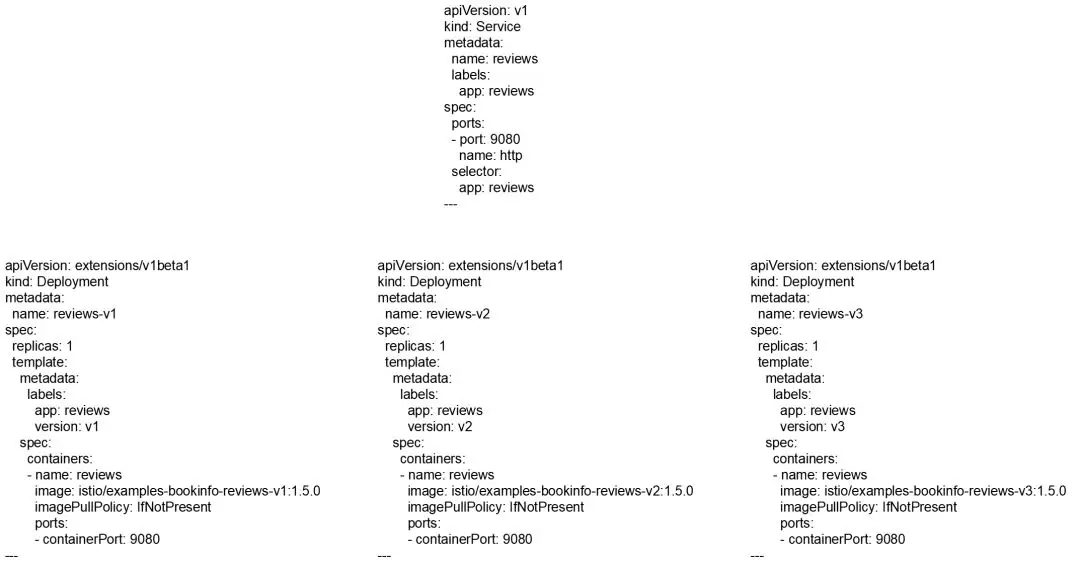 apiVersion: v1
kind: Service
metadata:
  name: reviews
  labels:
    app: reviews
spec:
  ports:
  - port: 9080
    name: http
  selector:
    app: reviews
---
apiVersion: extensions/v1beta1
kind: Deployment
metadata:
  name: reviews-v1
spec:
  replicas: 1
  template:
    metadata:
      labels:
        app: reviews
        version: v1
    spec:
      containers:
      - name: reviews
        image: istio/examples-bookinfo-reviews-v1:1.5.0
        imagePullPolicy: IfNotPresent
        ports:
        - containerPort: 9080
---
apiVersion: extensions/v1beta1
kind: Deployment
metadata:
  name: reviews-v2
spec:
  replicas: 1
  template:
    metadata:
      labels:
        app: reviews
        version: v2
    spec:
      containers:
      - name: reviews
        image: istio/examples-bookinfo-reviews-v2:1.5.0
        imagePullPolicy: IfNotPresent
        ports:
        - containerPort: 9080
---
apiVersion: extensions/v1beta1
kind: Deployment
metadata:
  name: reviews-v3
spec:
  replicas: 1
  template:
    metadata:
      labels:
        app: reviews
        version: v3
    spec:
      containers:
      - name: reviews
        image: istio/examples-bookinfo-reviews-v3:1.5.0
        imagePullPolicy: IfNotPresent
        ports:
        - containerPort: 9080
---